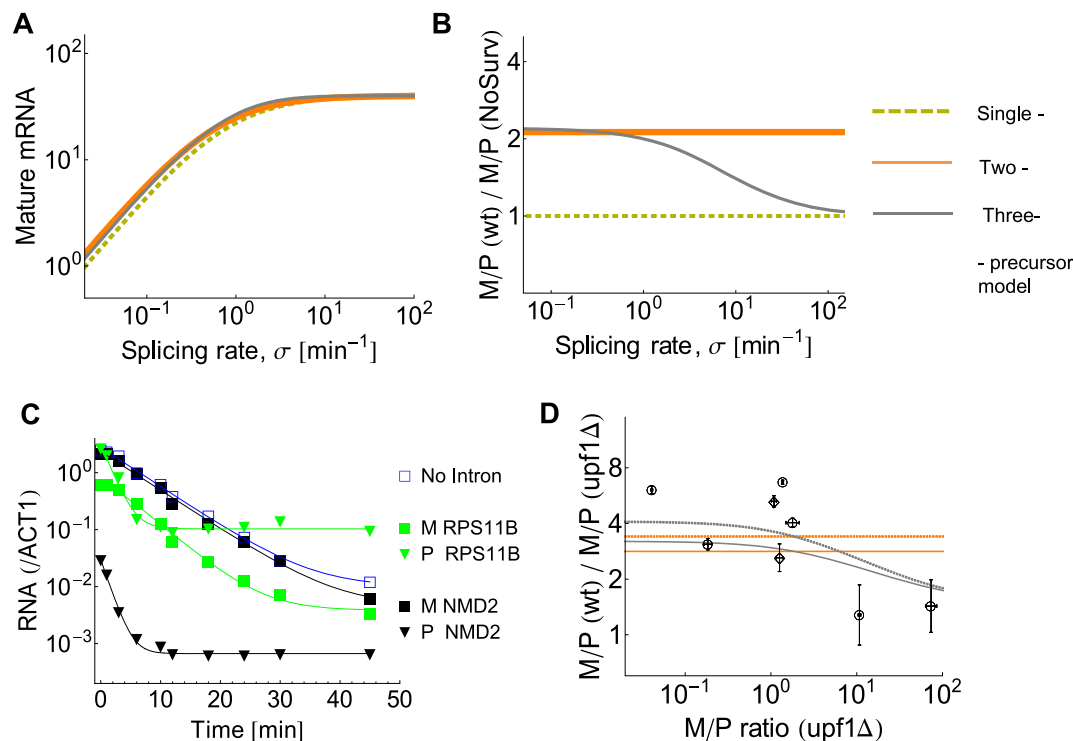 A
Mature mRNA
10²
10¹
10⁰
10⁻¹ 10⁰ 10¹ 10²
Splicing rate, σ [min⁻¹]
B
M/P (wt) / M/P (NoSurv)
4
2
1
10⁻¹ 10⁰ 10¹ 10²
Splicing rate, σ [min⁻¹]
Single -
Two -
Three-
- precursor
model
C
RNA (/ACT1)
10⁰
10⁻¹
10⁻²
10⁻³
0 10 20 30 40 50
Time [min]
No Intron
M RPS11B
P RPS11B
M NMD2
P NMD2
D
M/P (wt) / M/P (upf1Δ)
8
4
2
1
10⁻¹ 10⁰ 10¹ 10²
M/P ratio (upf1Δ)